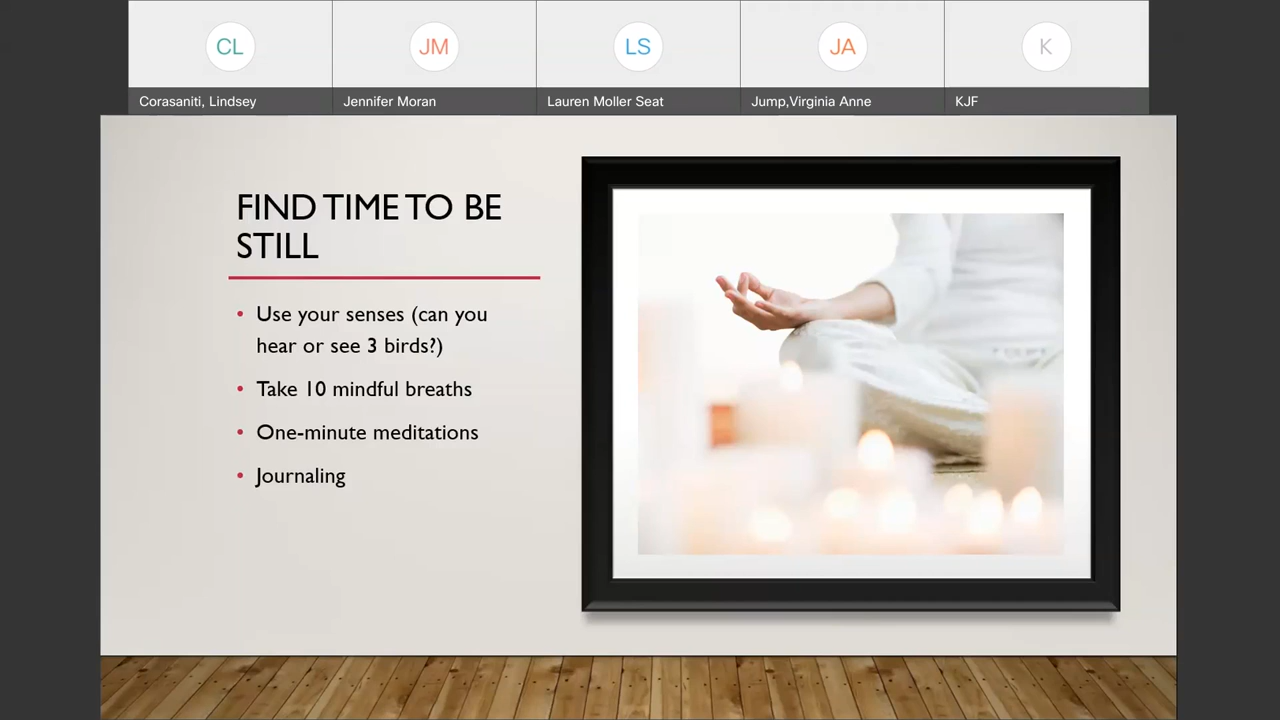 CL
JM
LS
JA
K
Corasaniti, Lindsey
Jennifer Moran
Lauren Moller Seat
Jump,Virginia Anne
KJF
FIND TIME TO BE
STILL
• Use your senses (can you
hear or see 3 birds?)
• Take 10 mindful breaths
• One-minute meditations
• Journaling